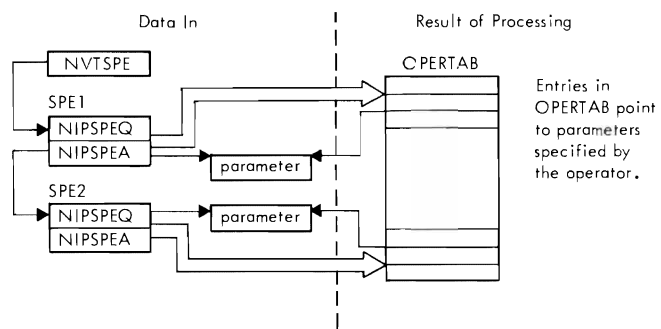 Data In
Result of Processing
NVTSPE
OPERTAB
SPE1
NIPSPEQ
NIPSPEA
parameter
SPE2
NIPSPEQ
NIPSPEA
parameter
Entries in
OPERTAB point
to parameters
specified by
the operator.